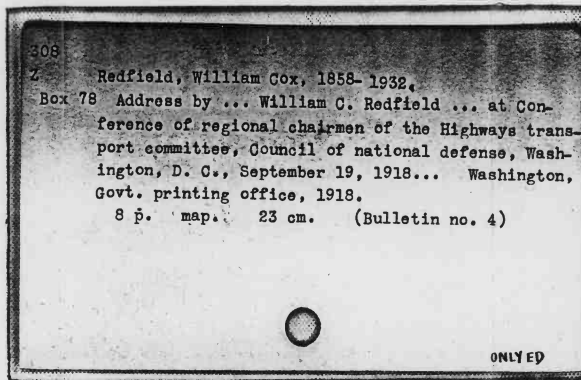 308
Z Redfield, William Cox, 1858-1932.
Box 78 Address by ... William C. Redfield ... at Con-
ference of regional chairmen of the Highways trans-
port committee, Council of national defense, Wash-
ington, D. C., September 19, 1918... Washington,
Govt. printing office, 1918.
8 p. map. 23 cm. (Bulletin no. 4)
ONLY ED